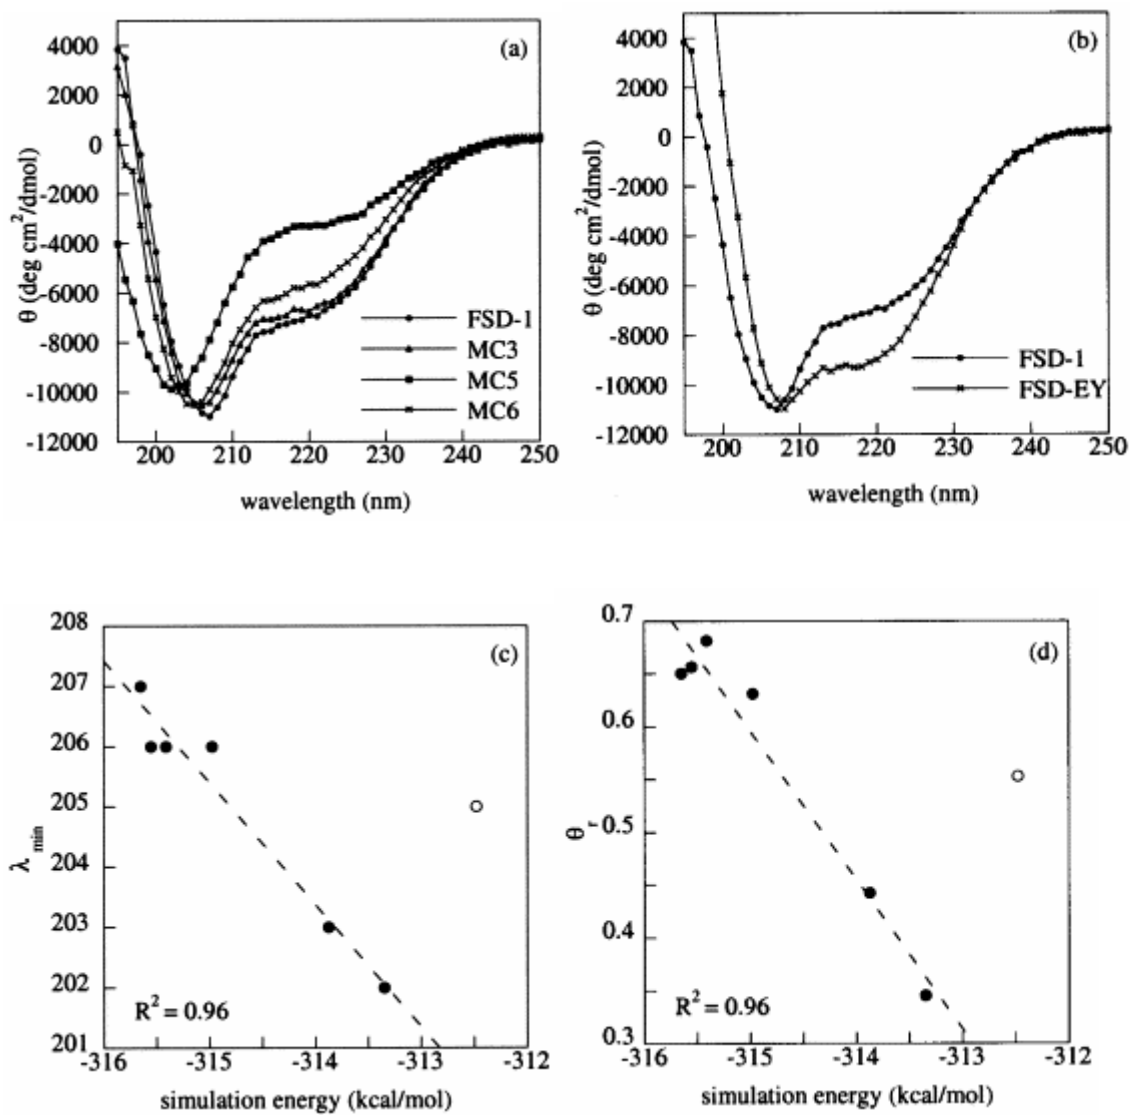 (a)
4000
2000
0
-2000
-4000
-6000
-8000
-10000
-12000
θ (deg cm²/dmol)
FSD-1
MC3
MC5
MC6
200 210 220 230 240 250
wavelength (nm)
(b)
4000
2000
0
-2000
-4000
-6000
-8000
-10000
-12000
θ (deg cm²/dmol)
FSD-1
FSD-EY
200 210 220 230 240 250
wavelength (nm)
(c)
208
207
206
205
204
203
202
201
λ min
R² = 0.96
-316 -315 -314 -313 -312
simulation energy (kcal/mol)
(d)
0.7
0.6
0.5
0.4
0.3
θ r
R² = 0.96
-316 -315 -314 -313 -312
simulation energy (kcal/mol)